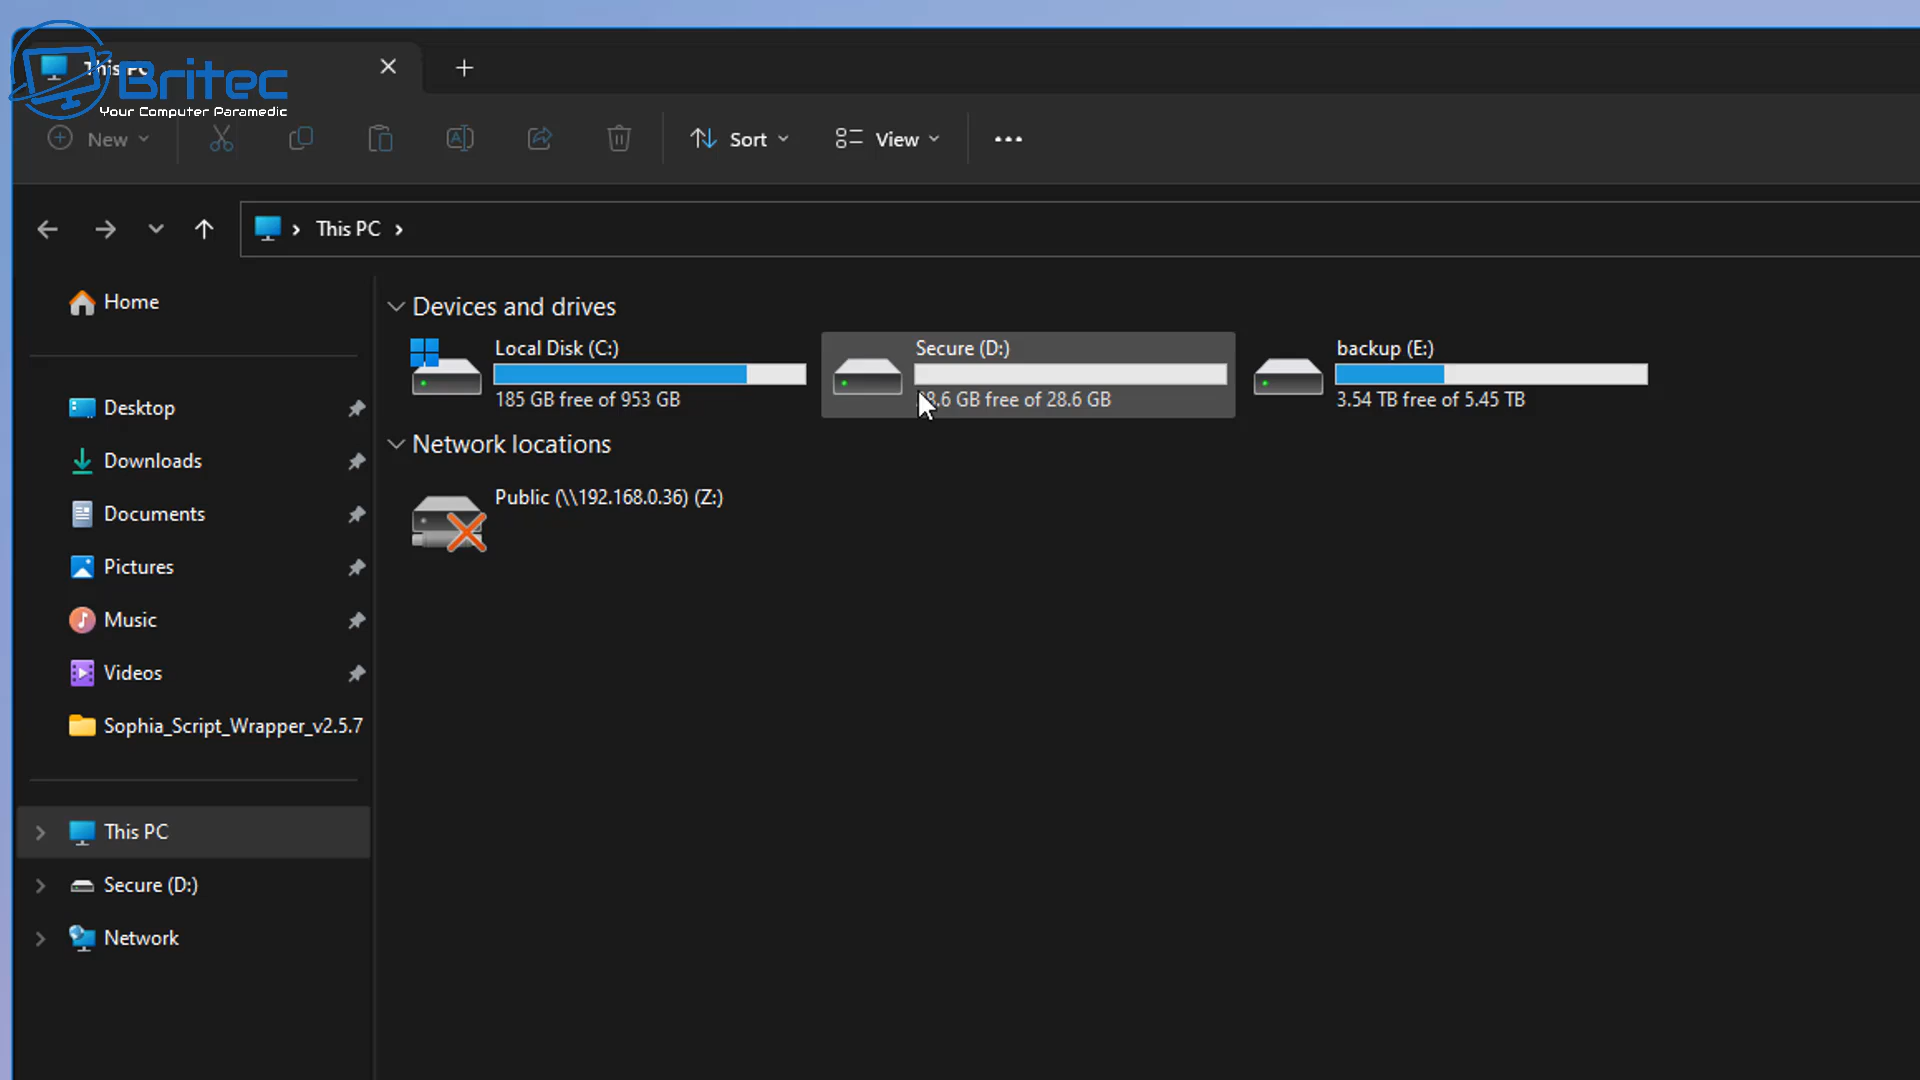 This PC
Britec
Your Computer Paramedic
New
Sort
View
This PC
Home
Desktop
Downloads
Documents
Pictures
Music
Videos
Sophia_Script_Wrapper_v2.5.7
This PC
Secure (D:)
Network
Devices and drives
Local Disk (C:)
185 GB free of 953 GB
Secure (D:)
28.6 GB free of 28.6 GB
backup (E:)
3.54 TB free of 5.45 TB
Network locations
Public (\\192.168.0.36) (Z:)